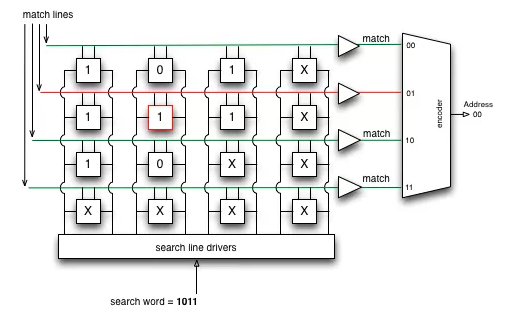 match lines
match
00
1 0 1 X
01
Address
00
encoder
1 1 1 X
match
10
1 0 X X
match
11
X X X X
search line drivers
search word = 1011